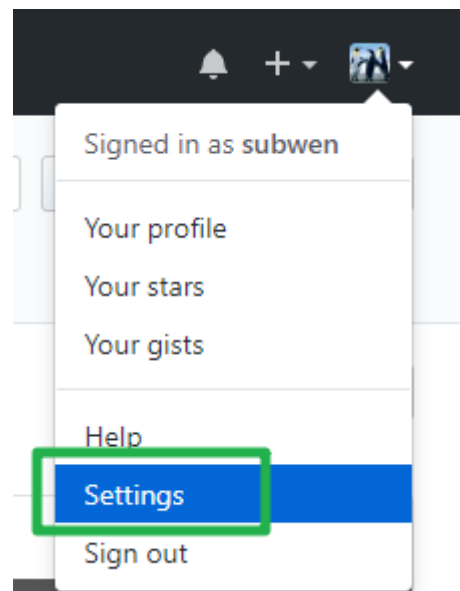 Signed in as subwen
Your profile
Your stars
Your gists
Help
Settings
Sign out